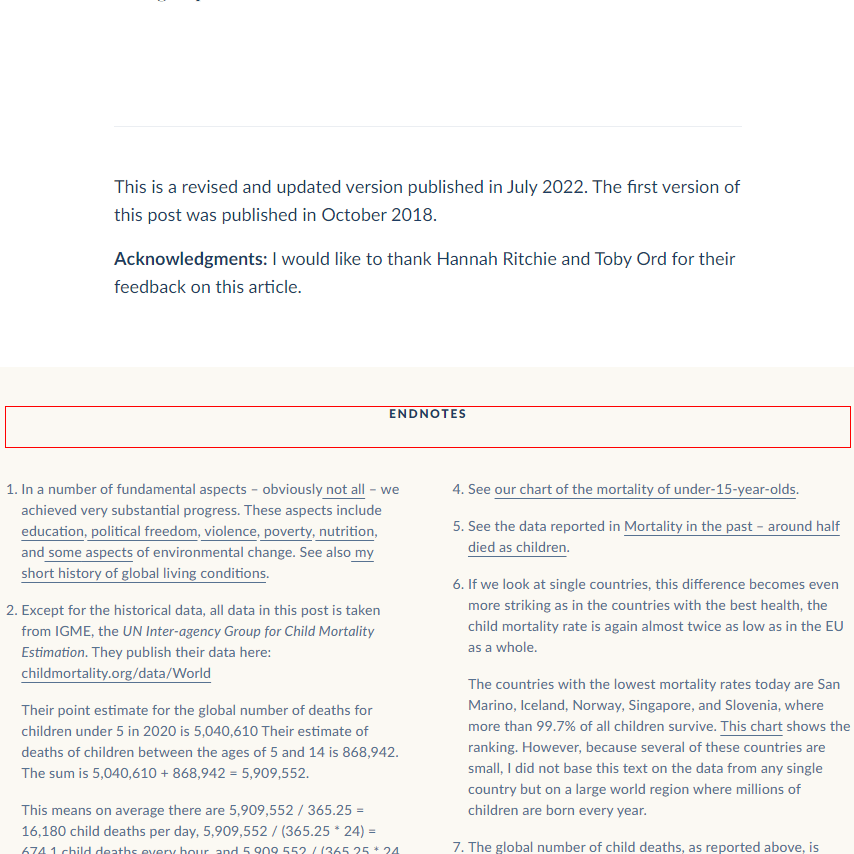 This is a revised and updated version published in July 2022. The first version of
this post was published in October 2018.
Acknowledgments: I would like to thank Hannah Ritchie and Toby Ord for their
feedback on this article.
ENDNOTES
1. In a number of fundamental aspects – obviously not all – we
achieved very substantial progress. These aspects include
education, political freedom, violence, poverty, nutrition,
and some aspects of environmental change. See also my
short history of global living conditions.
2. Except for the historical data, all data in this post is taken
from IGME, the UN Inter-agency Group for Child Mortality
Estimation. They publish their data here:
childmortality.org/data/World
Their point estimate for the global number of deaths for
children under 5 in 2020 is 5,040,610 Their estimate of
deaths of children between the ages of 5 and 14 is 868,942.
The sum is 5,040,610 + 868,942 = 5,909,552.
This means on average there are 5,909,552 / 365.25 =
16,180 child deaths per day, 5,909,552 / (365.25 * 24) =
674.1 child deaths every hour, and 5,909,552 / (365.25 * 24
4. See our chart of the mortality of under-15-year-olds.
5. See the data reported in Mortality in the past – around half
died as children.
6. If we look at single countries, this difference becomes even
more striking as in the countries with the best health, the
child mortality rate is again almost twice as low as in the EU
as a whole.
The countries with the lowest mortality rates today are San
Marino, Iceland, Norway, Singapore, and Slovenia, where
more than 99.7% of all children survive. This chart shows the
ranking. However, because several of these countries are
small, I did not base this text on the data from any single
country but on a large world region where millions of
children are born every year.
7. The global number of child deaths, as reported above, is